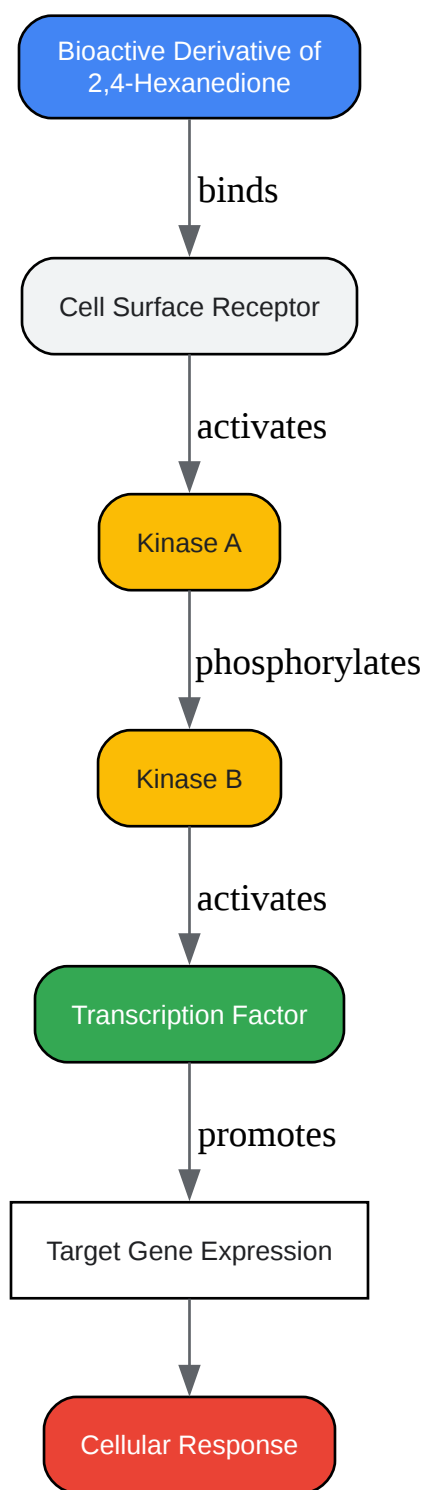 Bioactive Derivative of
2,4-Hexanedione
binds
Cell Surface Receptor
activates
Kinase A
phosphorylates
Kinase B
activates
Transcription Factor
promotes
Target Gene Expression
Cellular Response